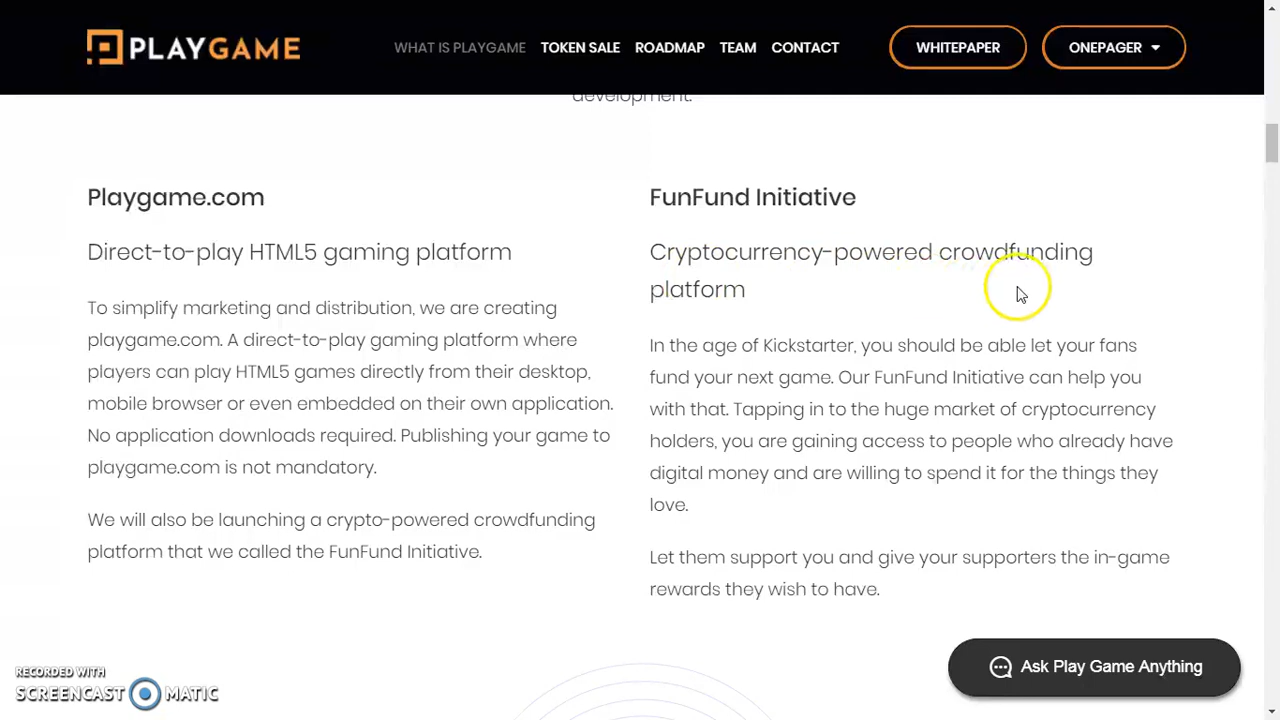 PLAYGAME
WHAT IS PLAYGAME
TOKEN SALE
ROADMAP
TEAM
CONTACT
WHITEPAPER
ONEPAGER
development.
Playgame.com
Direct-to-play HTML5 gaming platform
To simplify marketing and distribution, we are creating
playgame.com. A direct-to-play gaming platform where
players can play HTML5 games directly from their desktop,
mobile browser or even embedded on their own application.
No application downloads required. Publishing your game to
playgame.com is not mandatory.
We will also be launching a crypto-powered crowdfunding
platform that we called the FunFund Initiative.
FunFund Initiative
Cryptocurrency-powered crowdfunding
platform
In the age of Kickstarter, you should be able let your fans
fund your next game. Our FunFund Initiative can help you
with that. Tapping in to the huge market of cryptocurrency
holders, you are gaining access to people who already have
digital money and are willing to spend it for the things they
love.
Let them support you and give your supporters the in-game
rewards they wish to have.
Ask Play Game Anything
RECORDED WITH
SCREENCAST MATIC